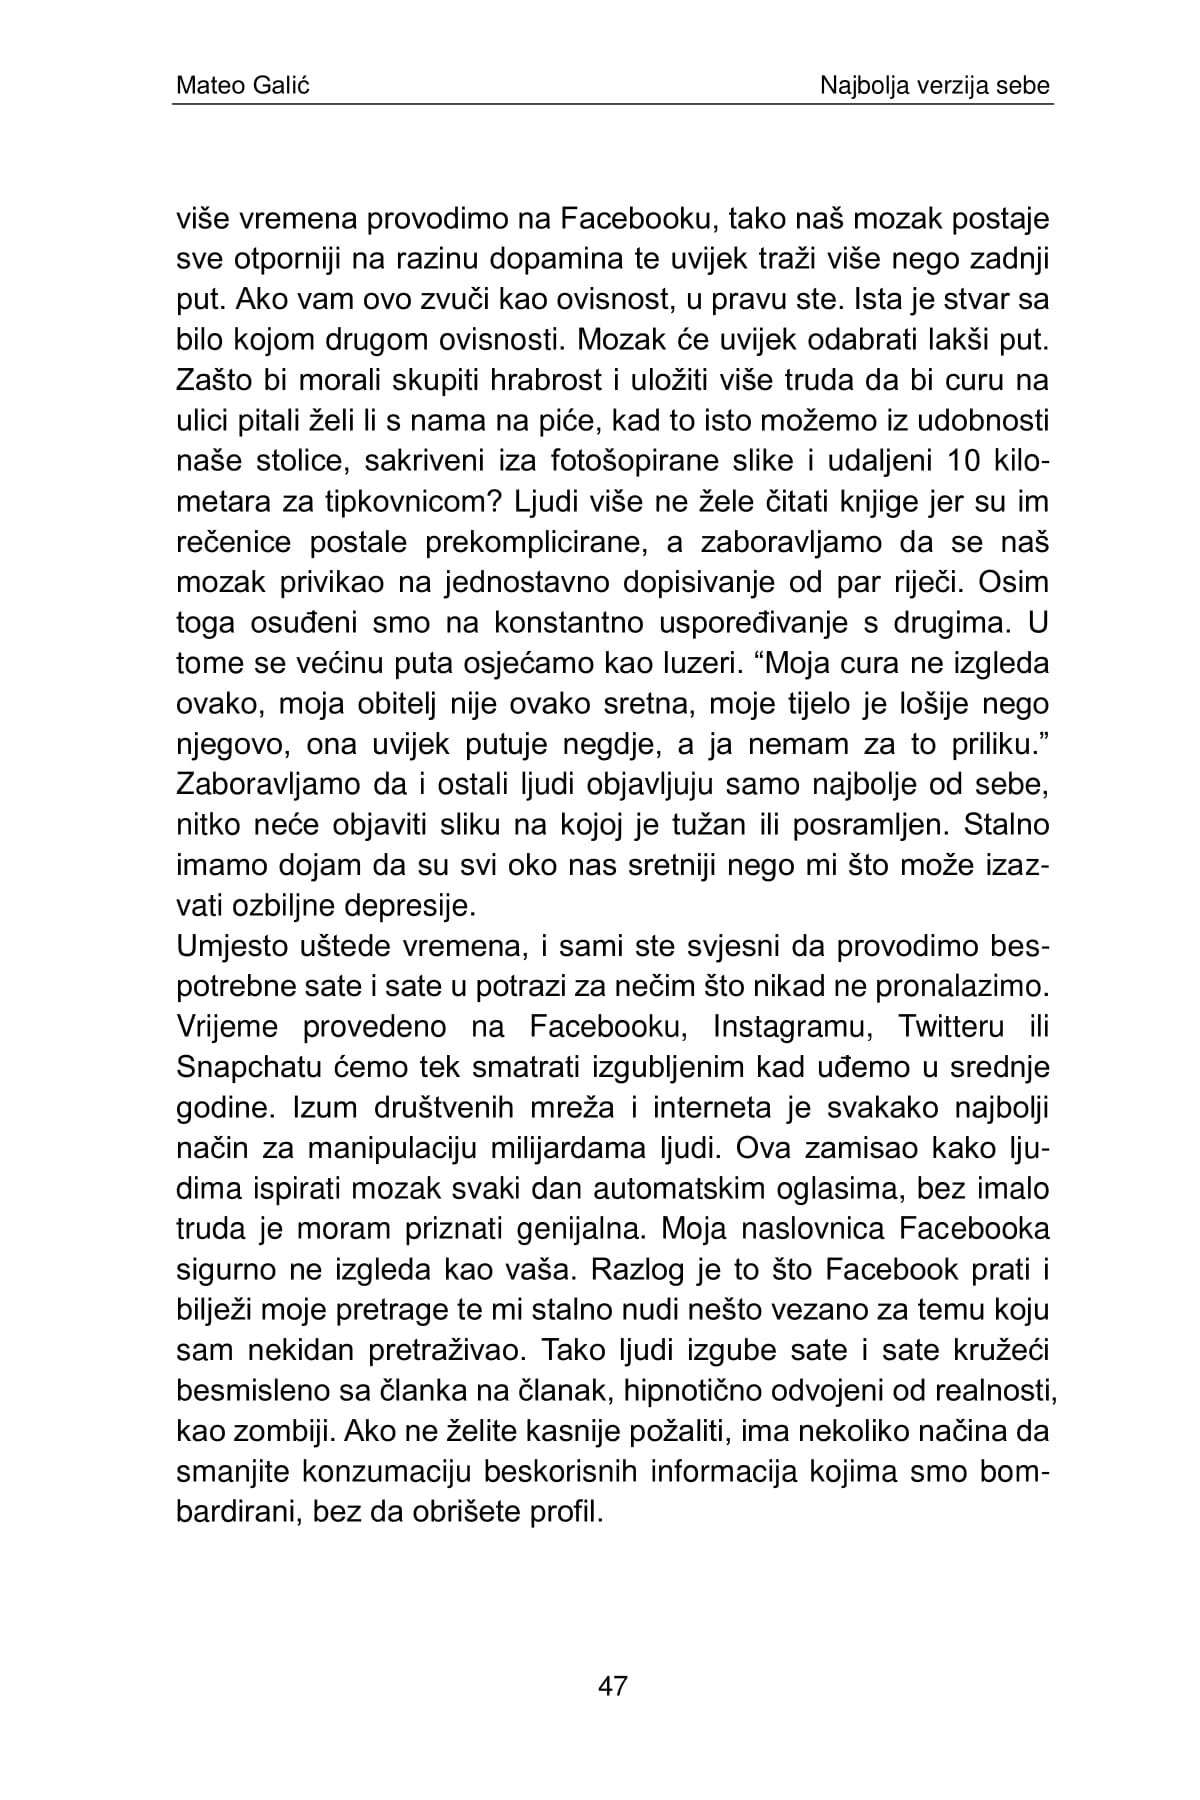 Mateo Galić Najbolja verzija sebe
više vremena provodimo na Facebooku, tako naš mozak postaje
sve otporniji na razinu dopamina te uvijek traži više nego zadnji
put. Ako vam ovo zvuči kao ovisnost, u pravu ste. Ista je stvar sa
bilo kojom drugom ovisnosti. Mozak će uvijek odabrati lakši put.
Zašto bi morali skupiti hrabrost i uložiti više truda da bi curu na
ulici pitali želi li s nama na piće, kad to isto možemo iz udobnosti
naše stolice, sakriveni iza fotošopirane slike i udaljeni 10 kilo-
metara za tipkovnicom? Ljudi više ne žele čitati knjige jer su im
rečenice postale prekomplicirane, a zaboravljamo da se naš
mozak privikao na jednostavno dopisivanje od par riječi. Osim
toga osuđeni smo na konstantno uspoređivanje s drugima. U
tome se većinu puta osjećamo kao luzeri. “Moja cura ne izgleda
ovako, moja obitelj nije ovako sretna, moje tijelo je lošije nego
njegovo, ona uvijek putuje negdje, a ja nemam za to priliku.”
Zaboravljamo da i ostali ljudi objavljuju samo najbolje od sebe,
nitko neće objaviti sliku na kojoj je tužan ili posramljen. Stalno
imamo dojam da su svi oko nas sretniji nego mi što može izaz-
vati ozbiljne depresije.
Umjesto uštede vremena, i sami ste svjesni da provodimo bes-
potrebne sate i sate u potrazi za nečim što nikad ne pronalazimo.
Vrijeme provedeno na Facebooku, Instagramu, Twitteru ili
Snapchatu ćemo tek smatrati izgubljenim kad uđemo u srednje
godine. Izum društvenih mreža i interneta je svakako najbolji
način za manipulaciju milijardama ljudi. Ova zamisao kako lju-
dima ispirati mozak svaki dan automatskim oglasima, bez imalo
truda je moram priznati genijalna. Moja naslovnica Facebooka
sigurno ne izgleda kao vaša. Razlog je to što Facebook prati i
bilježi moje pretrage te mi stalno nudi nešto vezano za temu koju
sam nekidan pretraživao. Tako ljudi izgube sate i sate kružeći
besmisleno sa članka na članak, hipnotično odvojeni od realnosti,
kao zombiji. Ako ne želite kasnije požaliti, ima nekoliko načina da
smanjite konzumaciju beskorisnih informacija kojima smo bom-
bardirani, bez da obrišete profil.
47